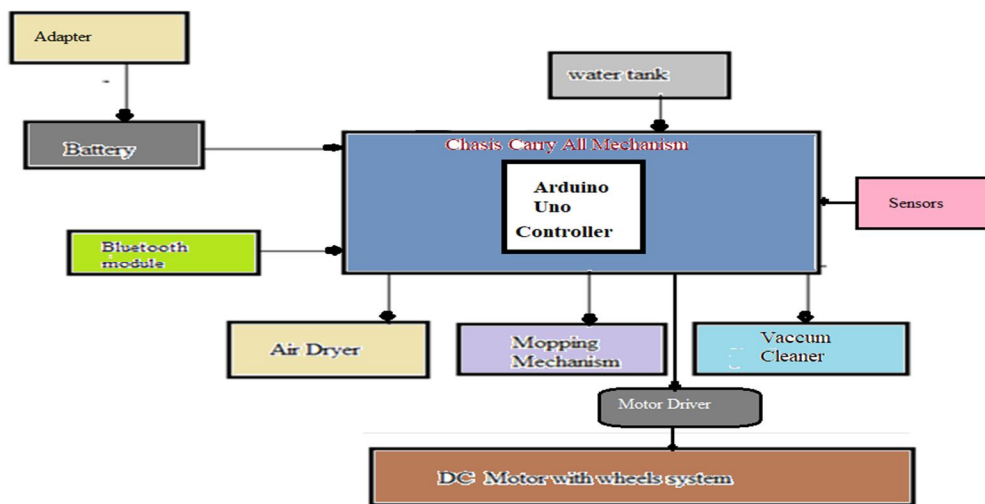 Adapter
water tank
Battery
Chasis Carry All Mechanism
Arduino
Uno
Controller
Sensors
Bluetooth
module
Air Dryer
Mopping
Mechanism
Vaccum
Cleaner
Motor Driver
DC Motor with wheels system